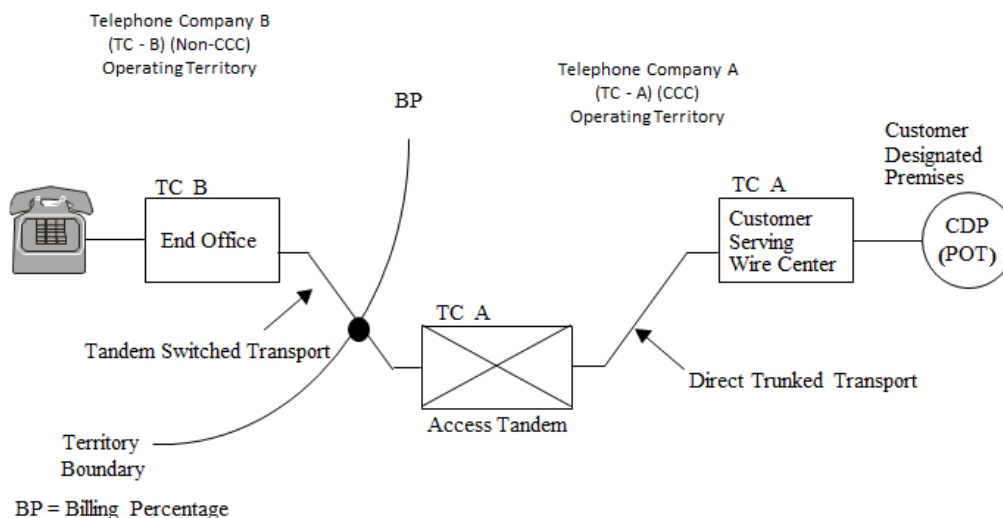 Telephone Company B
(TC - B) (Non-CCC)
Operating Territory
Telephone Company A
(TC - A) (CCC)
Operating Territory
BP
Customer
Designated
Premises
TC B
End Office
TC A
Customer
Serving
Wire Center
CDP
(POT)
TC A
Tandem Switched Transport
Direct Trunked Transport
Access Tandem
Territory
Boundary
BP = Billing Percentage